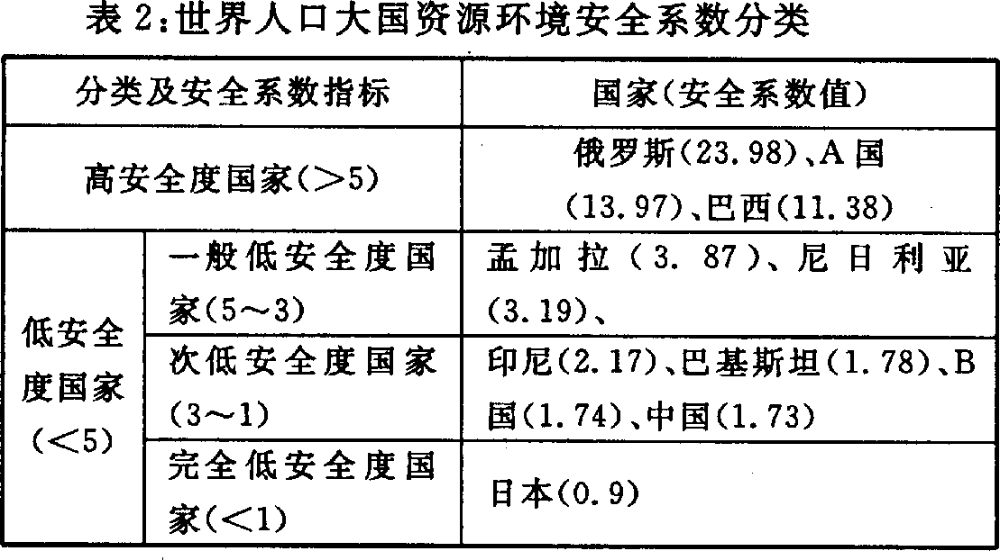 表2:世界人口大国资源环境安全系数分类
分类及安全系数指标
国家(安全系数值)
高安全度国家(>5)
俄罗斯(23.98)、A国
(13.97)、巴西(11.38)
低安全
度国家
(<5)
一般低安全度国
家(5～3)
孟加拉(3.87)、尼日利亚
(3.19)、
次低安全度国家
(3～1)
印尼(2.17)、巴基斯坦(1.78)、B
国(1.74)、中国(1.73)
完全低安全度国
家(<1)
日本(0.9)